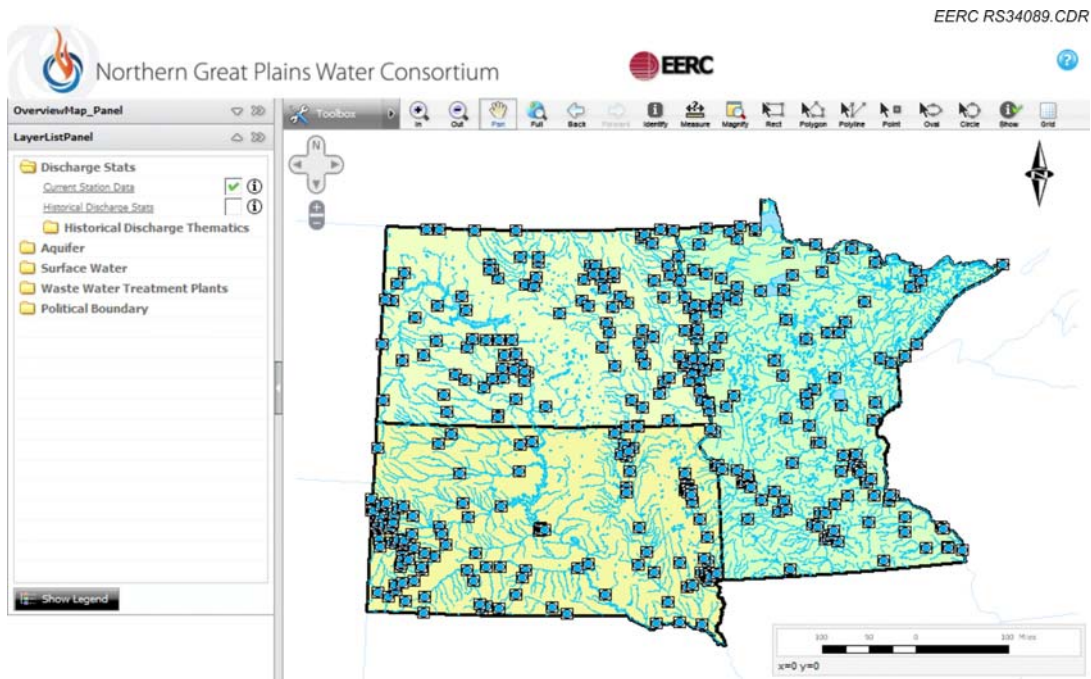 EERC RS34089.CDR
Northern Great Plains Water Consortium
EERC
?
OverviewMap_Panel
LayerListPanel
Discharge Stats
Current Station Data
Historical Discharge Stats
Historical Discharge Thematics
Aquifer
Surface Water
Waste Water Treatment Plants
Political Boundary
Show Legend
Toolbox
In Out Pan Full Back Forward Identify Measure Magnify Rect Polygon Polyline Point Oval Circle Show Grid
N
N
100 50 0 100 Miles
x=0 y=0